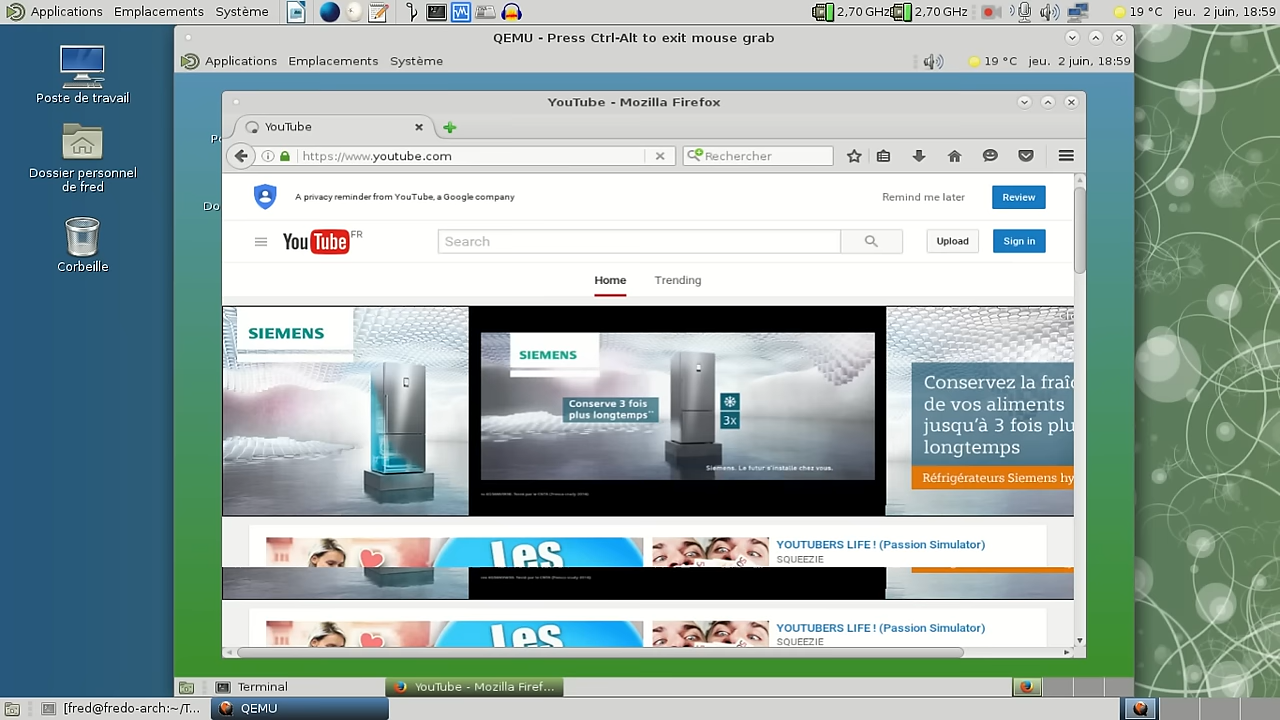 Applications Emplacements Système 2,70 GHz 2,70 GHz 19 °C jeu. 2 juin, 18:59
QEMU - Press Ctrl-Alt to exit mouse grab
Applications Emplacements Système 19 °C jeu. 2 juin, 18:59
Poste de travail
Dossier personnel
de fred
Corbeille
Po
Do
YouTube - Mozilla Firefox
YouTube
https://www.youtube.com
Rechercher
A privacy reminder from YouTube, a Google company
Remind me later
Review
YouTube FR
Search
Upload
Sign in
Home Trending
SIEMENS
SIEMENS
Conserve 3 fois
plus longtemps**
3x
Siemens. Le futur s'installe chez vous.
Conservez la fraîc
de vos aliments
jusqu'à 3 fois plu
longtemps
Réfrigérateurs Siemens hy
Les
YOUTUBERS LIFE ! (Passion Simulator)
SQUEEZIE
Les
YOUTUBERS LIFE ! (Passion Simulator)
SQUEEZIE
Terminal
YouTube - Mozilla Firef...
[fred@fredo-arch:~/T...
QEMU